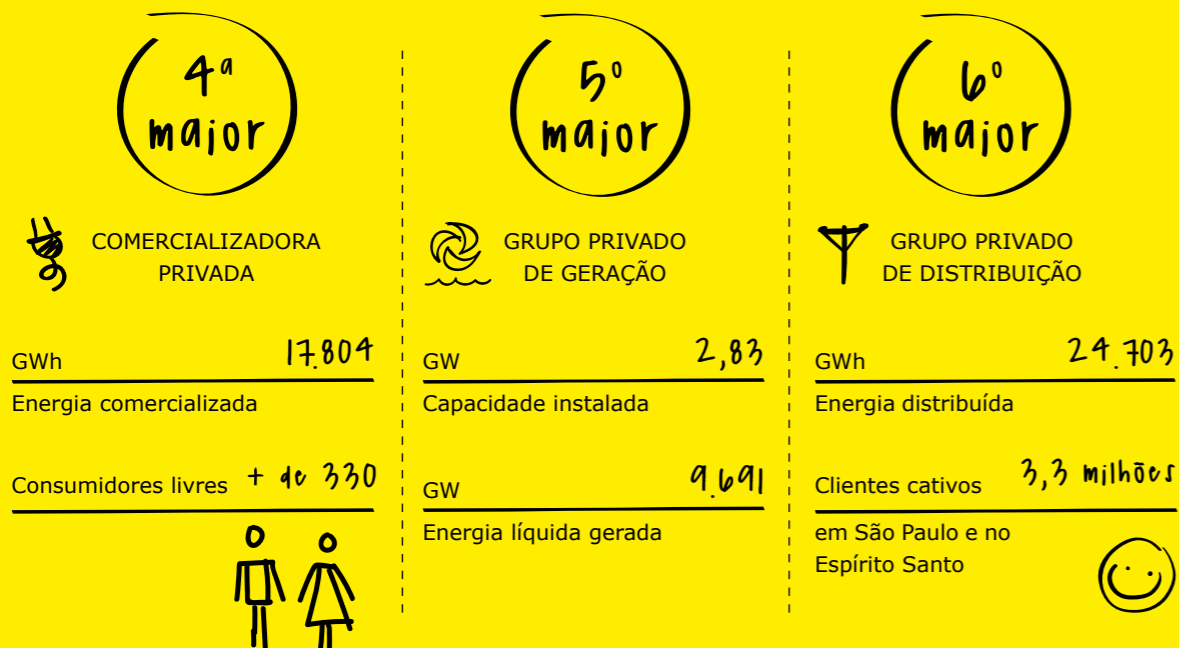 4ª
maior
COMERCIALIZADORA
PRIVADA
GWh 17.804
Energia comercializada
Consumidores livres + de 330
5º
maior
GRUPO PRIVADO
DE GERAÇÃO
GW 2,83
Capacidade instalada
GW 9.691
Energia líquida gerada
6º
maior
GRUPO PRIVADO
DE DISTRIBUIÇÃO
GWh 24.703
Energia distribuída
Clientes cativos 3,3 milhões
em São Paulo e no
Espírito Santo